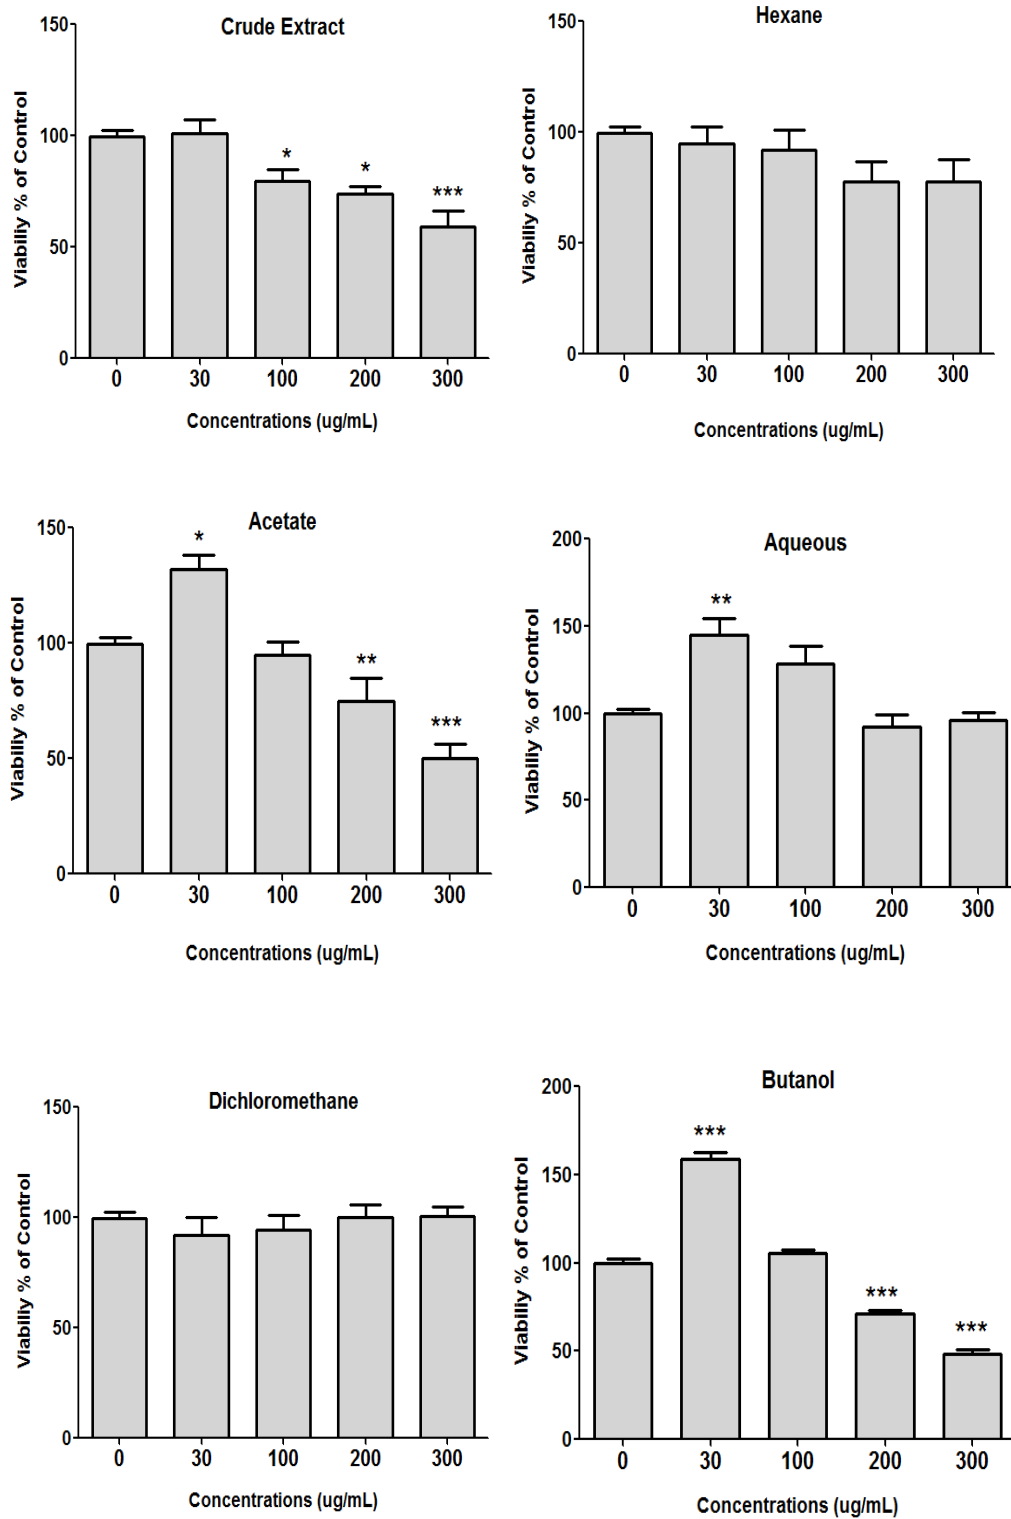 Crude Extract
Viabiliy % of Control
150
100
50
0
*
*
***
0 30 100 200 300
Concentrations (ug/mL)
Hexane
Viabiliy % of Control
150
100
50
0
0 30 100 200 300
Concentrations (ug/mL)
Acetate
Viabiliy % of Control
150
100
50
0
*
**
***
0 30 100 200 300
Concentrations (ug/mL)
Aqueous
Viabiliy % of Control
200
150
100
50
0
**
0 30 100 200 300
Concentrations (ug/mL)
Dichloromethane
Viabiliy % of Control
150
100
50
0
0 30 100 200 300
Concentrations (ug/mL)
Butanol
Viabiliy % of Control
200
150
100
50
0
***
***
***
0 30 100 200 300
Concentrations (ug/mL)